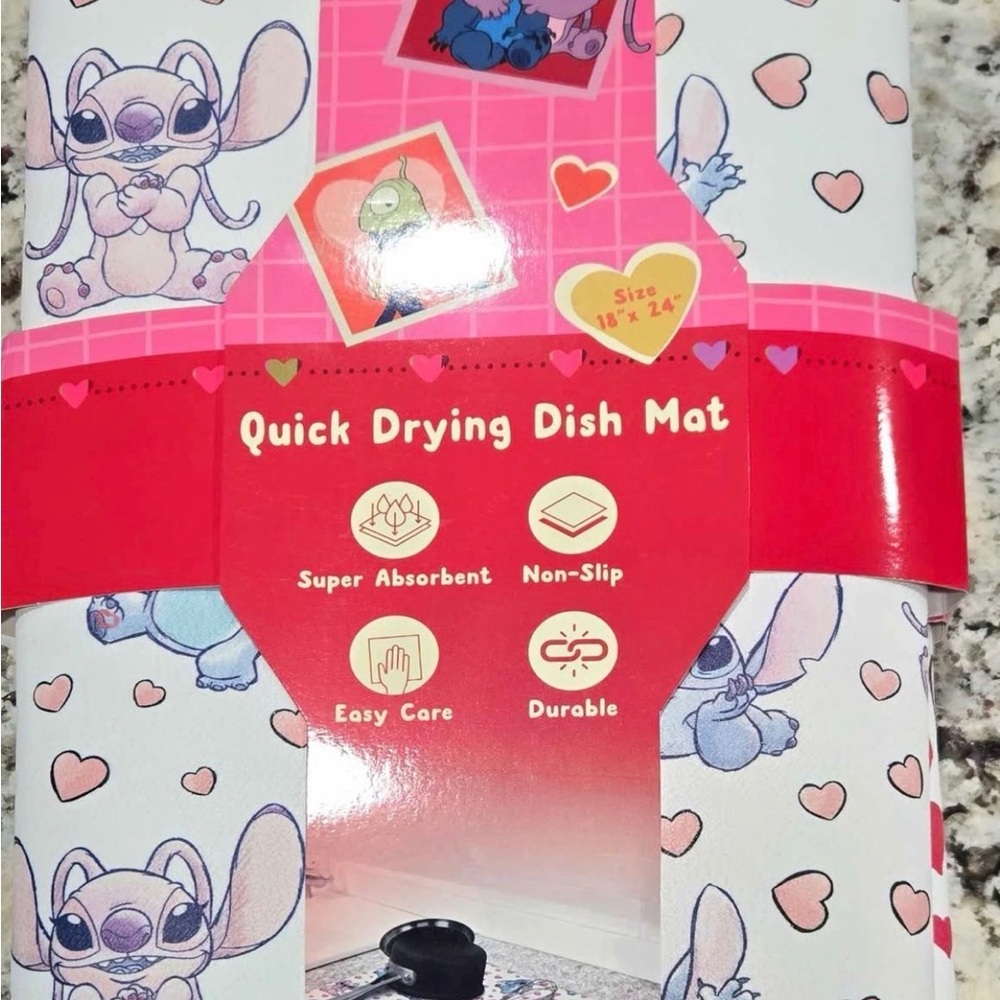 Size
18" x 24"
Quick Drying Dish Mat
Super Absorbent
Non-Slip
Easy Care
Durable